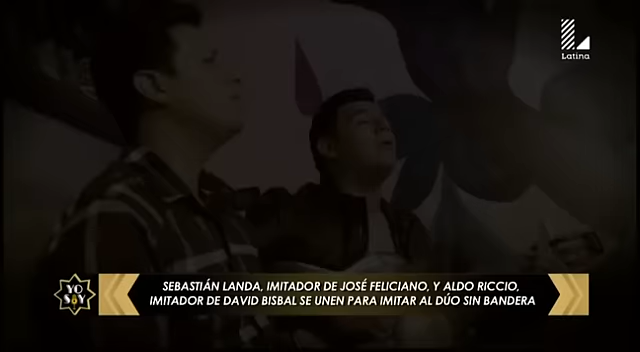 Latina
YO
SOY
SEBASTIÁN LANDA, IMITADOR DE JOSÉ FELICIANO, Y ALDO RICCIO,
IMITADOR DE DAVID BISBAL SE UNEN PARA IMITAR AL DÚO SIN BANDERA